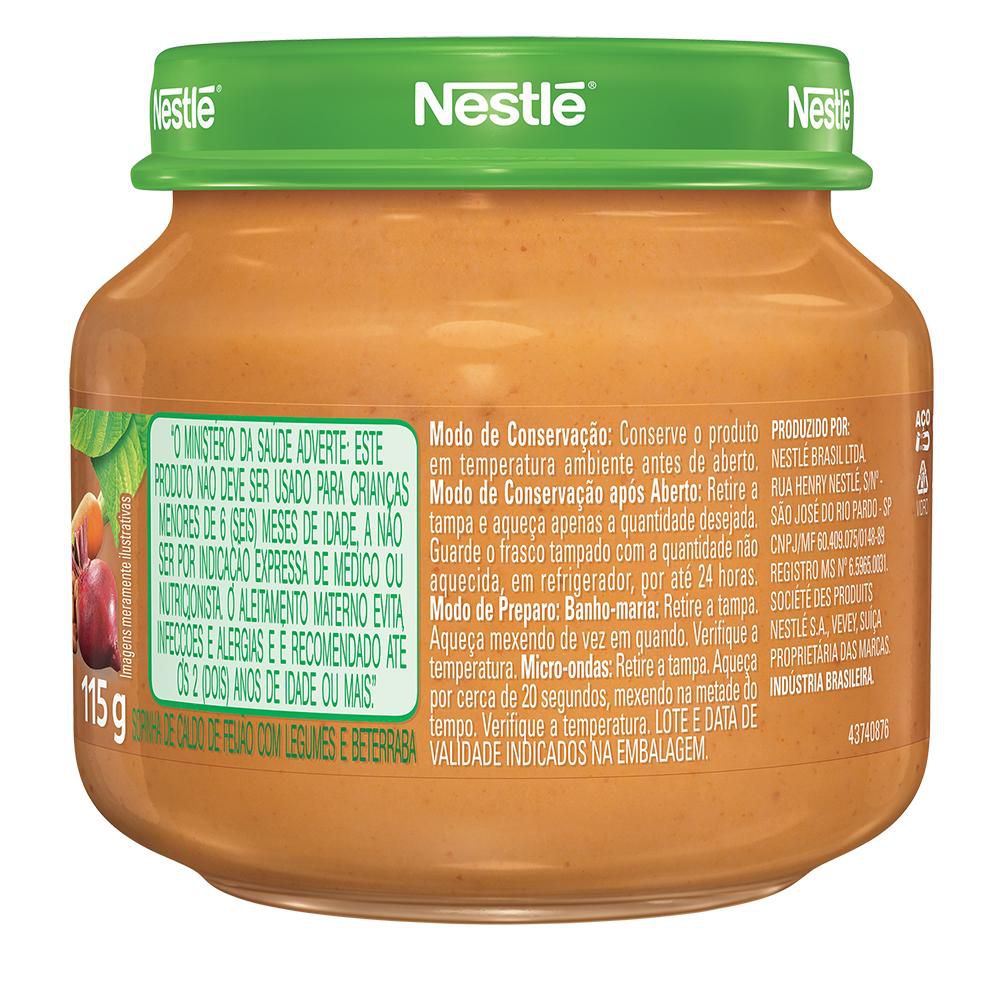 Nestlé®
Nestlé®
Nestlé
"O MINISTÉRIO DA SAÚDE ADVERTE: ESTE
PRODUTO NÃO DEVE SER USADO PARA CRIANÇAS
MENORES DE 6 (SEIS) MESES DE IDADE, A NÃO
SER POR INDICAÇÃO EXPRESSA DE MÉDICO OU
NUTRICIONISTA. O ALEITAMENTO MATERNO EVITA
INFECÇÕES E ALERGIAS E É RECOMENDADO ATÉ
OS 2 (DOIS) ANOS DE IDADE OU MAIS".
Imagens meramente ilustrativas
115 g
SOPINHA DE CALDO DE FEIJÃO COM LEGUMES E BETERRABA
Modo de Conservação: Conserve o produto
em temperatura ambiente antes de aberto.
Modo de Conservação após Aberto: Retire a
tampa e aqueça apenas a quantidade desejada.
Guarde o frasco tampado com a quantidade não
aquecida, em refrigerador, por até 24 horas.
Modo de Preparo: Banho-maria: Retire a tampa.
Aqueça mexendo de vez em quando. Verifique a
temperatura. Micro-ondas: Retire a tampa. Aqueça
por cerca de 20 segundos, mexendo na metade do
tempo. Verifique a temperatura. LOTE E DATA DE
VALIDADE INDICADOS NA EMBALAGEM.
PRODUZIDO POR:
NESTLÉ BRASIL LTDA.
RUA HENRY NESTLÉ, S/Nº -
SÃO JOSÉ DO RIO PARDO - SP
CNPJ/MF 60.409.075/0148-89
REGISTRO MS Nº 6.5965.0031.
SOCIÉTÉ DES PRODUITS
NESTLÉ S.A., VEVEY, SUÍÇA
PROPRIETÁRIA DAS MARCAS.
INDÚSTRIA BRASILEIRA.
43740876
AÇO
VIDRO